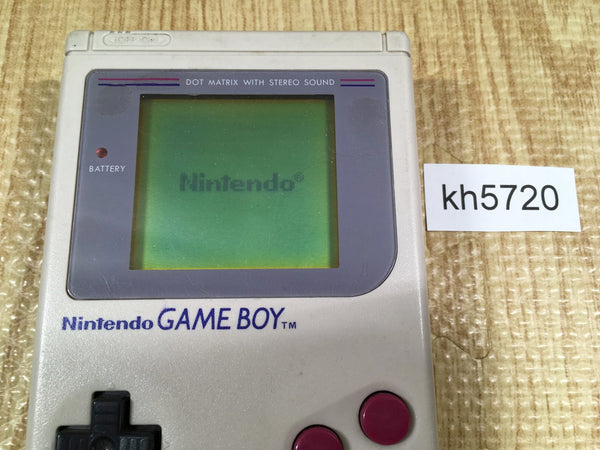 DOT MATRIX WITH STEREO SOUND
BATTERY
Nintendo®
kh5720
Nintendo GAME BOY™